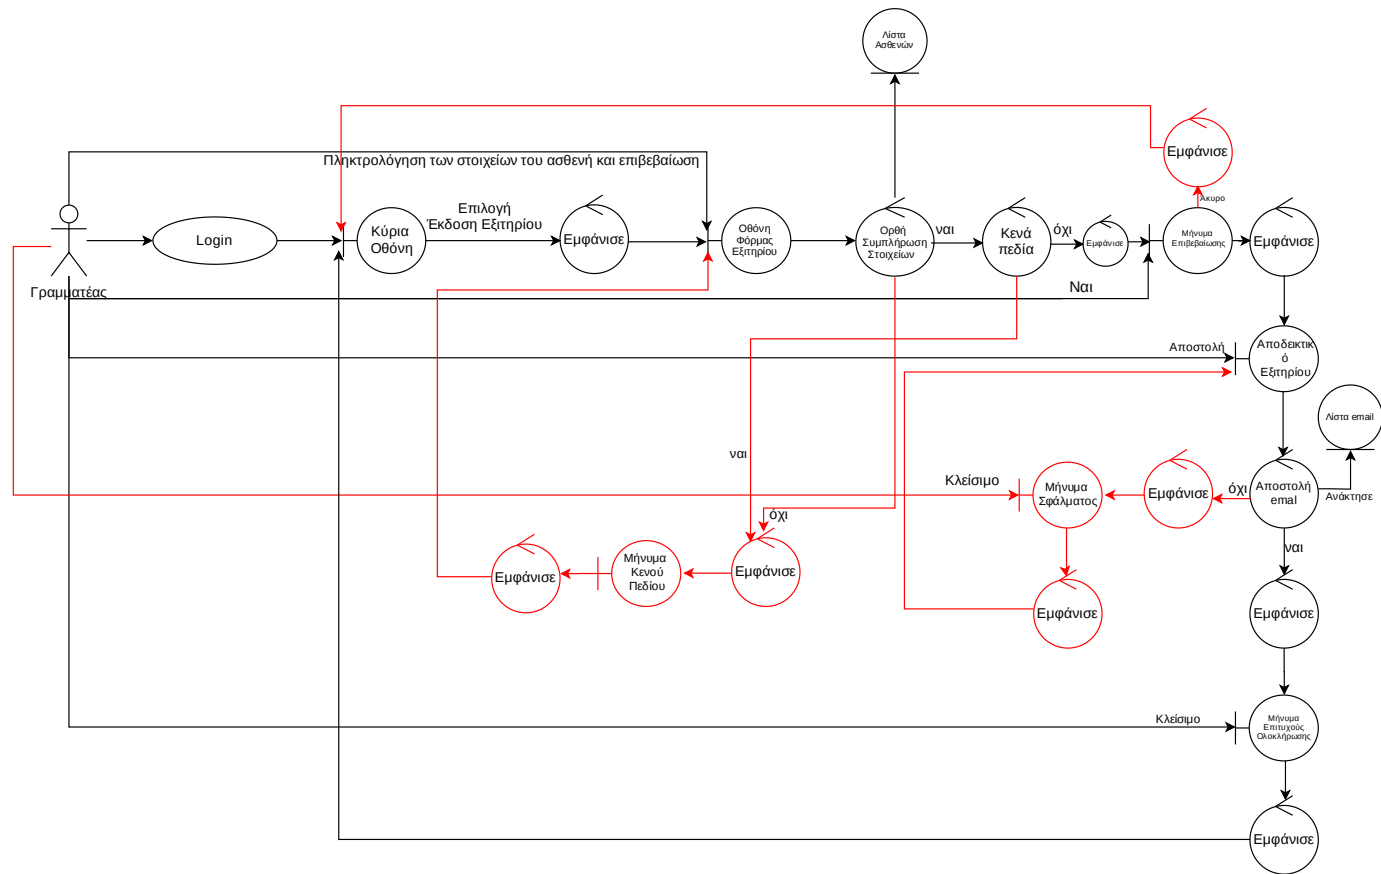 Λίστα
Ασθενών
Εμφάνισε
Πληκτρολόγηση των στοιχείων του ασθενή και επιβεβαίωση
Άκυρο
Επιλογή
Έκδοση Εξιτηρίου
Login
Κύρια
Οθόνη
Εμφάνισε
Οθόνη
Φόρμας
Εξιτηρίου
Ορθή
Συμπλήρωση
Στοιχείων
ναι
Κενά
πεδία
όχι
Εμφάνισε
Μήνυμα
Επιβεβαίωσης
Εμφάνισε
Γραμματέας
Ναι
Αποστολή
Αποδεικτικ
ό
Εξιτηρίου
Λίστα email
ναι
Κλείσιμο
Μήνυμα
Σφάλματος
Εμφάνισε
όχι
Αποστολή
emal
Ανάκτησε
όχι
ναι
Εμφάνισε
Μήνυμα
Κενού
Πεδίου
Εμφάνισε
Εμφάνισε
Εμφάνισε
Κλείσιμο
Μήνυμα
Επιτυχούς
Ολοκλήρωσης
Εμφάνισε